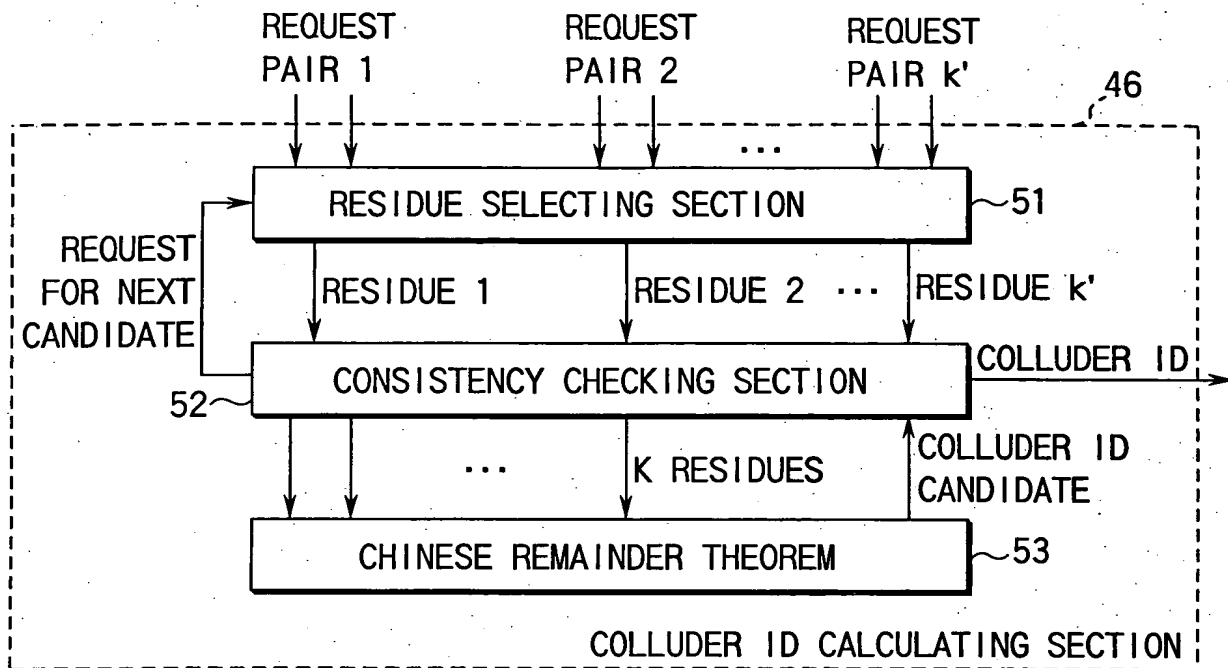 REQUEST
PAIR 1
REQUEST
PAIR 2
REQUEST
PAIR k'
46
...
RESIDUE SELECTING SECTION
51
REQUEST
FOR NEXT
CANDIDATE
RESIDUE 1
RESIDUE 2
...
RESIDUE k'
CONSISTENCY CHECKING SECTION
COLLUDER ID
52
...
K RESIDUES
COLLUDER ID
CANDIDATE
CHINESE REMAINDER THEOREM
53
COLLUDER ID CALCULATING SECTION